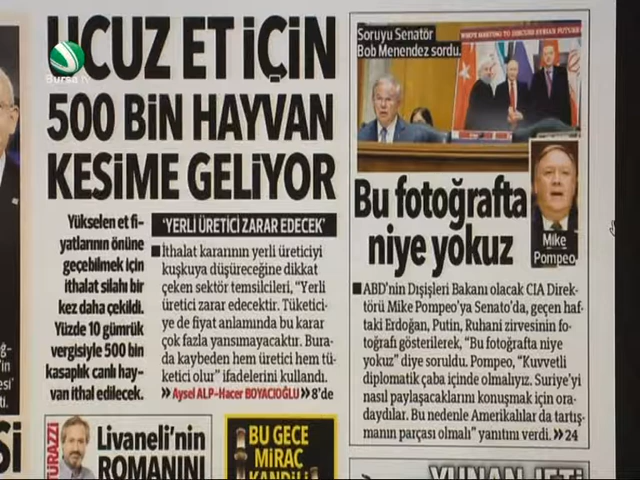 Bursa
UCUZ ET İÇİN
500 BİN HAYVAN
KESİME GELİYOR
Yükselen et fi-
yatlarının önüne
geçebilmek için
ithalat silahı bir
kez daha çekildi.
Yüzde 10 gümrük
vergisiyle 500 bin
kasaplık canlı hay-
van ithal edilecek.
'YERLİ ÜRETİCİ ZARAR EDECEK'
İthalat kararının yerli üreticiyi
kuşkuya düşüreceğine dikkat
çeken sektör temsilcileri, "Yerli
üretici zarar edecektir. Tüketici-
ye de fiyat anlamında bu karar
çok fazla yansımayacaktır. Bura-
da kaybeden hem üretici hem tü-
ketici olur" ifadelerini kullandı.
Aysel ALP-Hacer BOYACIOĞLU 8'de
Soruyu Senatör
Bob Menendez sordu.
Bu fotoğrafta
niye yokuz
Mike
Pompeo
ABD'nin Dışişleri Bakanı olacak CIA Direk-
törü Mike Pompeo'ya Senato'da, geçen haf-
taki Erdoğan, Putin, Ruhani zirvesinin fo-
toğrafı gösterilerek, "Bu fotoğrafta niye
yokuz" diye soruldu. Pompeo, "Kuvvetli
diplomatik çaba içinde olmalıyız. Suriye'yi
nasıl paylaşacaklarını konuşmak için ora-
daydılar. Bu nedenle Amerikalılar da tartış-
manın parçası olmalı" yanıtını verdi. 24
Livaneli'nin
ROMANINI
BU GECE
MİRAC
KANDİLİ
YUNAN JETİ